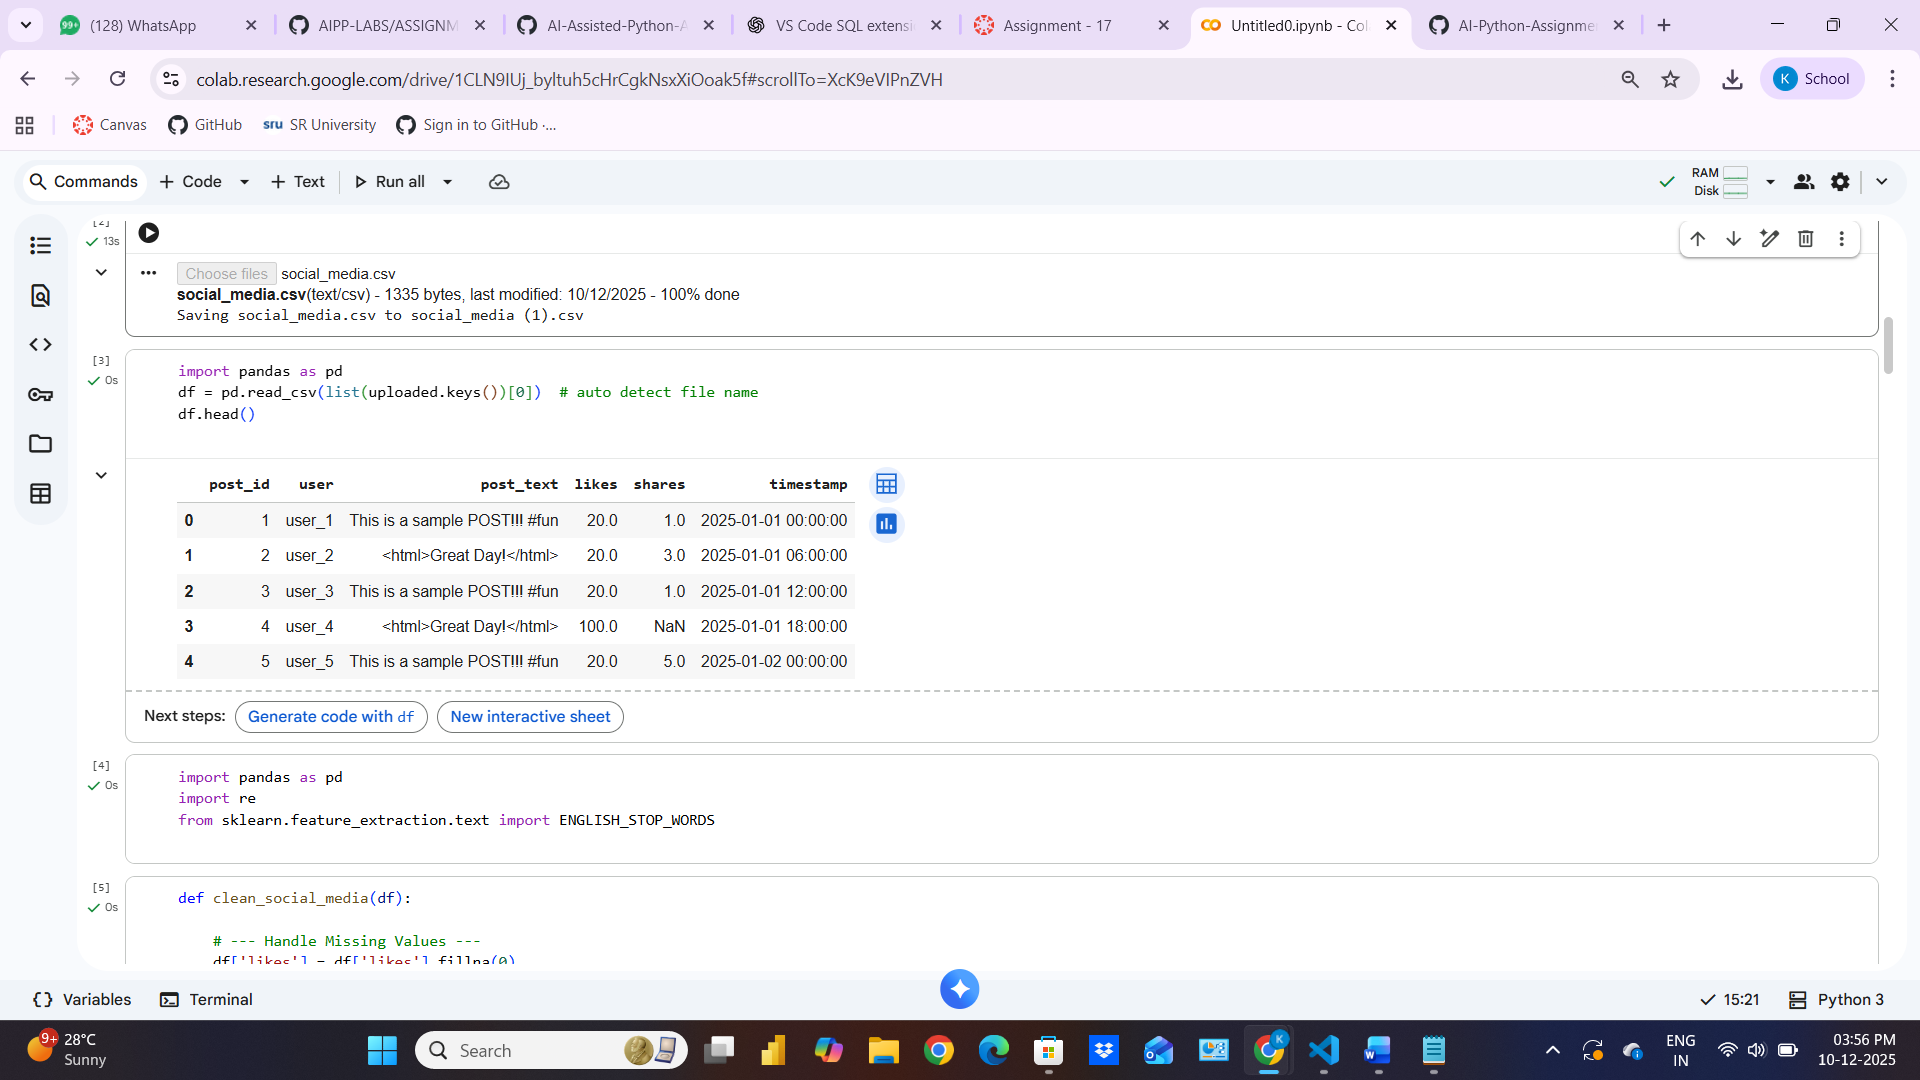 (128) WhatsApp
AIPP-LABS/ASSIGNM
AI-Assisted-Python-A
VS Code SQL extensi
Assignment - 17
Untitled0.ipynb - Col
AI-Python-Assignme
colab.research.google.com/drive/1CLN9IUj_byltuh5cHrCgkNsxXiOoak5f#scrollTo=XcK9eVIPnZVH
K School
Canvas
GitHub
sru SR University
Sign in to GitHub ·...
Commands
+ Code
+ Text
Run all
RAM
Disk
[2]
13s
Choose files social_media.csv
social_media.csv(text/csv) - 1335 bytes, last modified: 10/12/2025 - 100% done
Saving social_media.csv to social_media (1).csv
[3]
0s
import pandas as pd
df = pd.read_csv(list(uploaded.keys())[0])  # auto detect file name
df.head()
post_id user post_text likes shares timestamp
0 1 user_1 This is a sample POST!!! #fun 20.0 1.0 2025-01-01 00:00:00
1 2 user_2 <html>Great Day!</html> 20.0 3.0 2025-01-01 06:00:00
2 3 user_3 This is a sample POST!!! #fun 20.0 1.0 2025-01-01 12:00:00
3 4 user_4 <html>Great Day!</html> 100.0 NaN 2025-01-01 18:00:00
4 5 user_5 This is a sample POST!!! #fun 20.0 5.0 2025-01-02 00:00:00
Next steps: Generate code with df New interactive sheet
[4]
0s
import pandas as pd
import re
from sklearn.feature_extraction.text import ENGLISH_STOP_WORDS
[5]
0s
def clean_social_media(df):
# --- Handle Missing Values ---
df['likes'] = df['likes'].fillna(0)
Variables
Terminal
15:21
Python 3
9+
28°C
Sunny
Search
ENG
IN
03:56 PM
10-12-2025